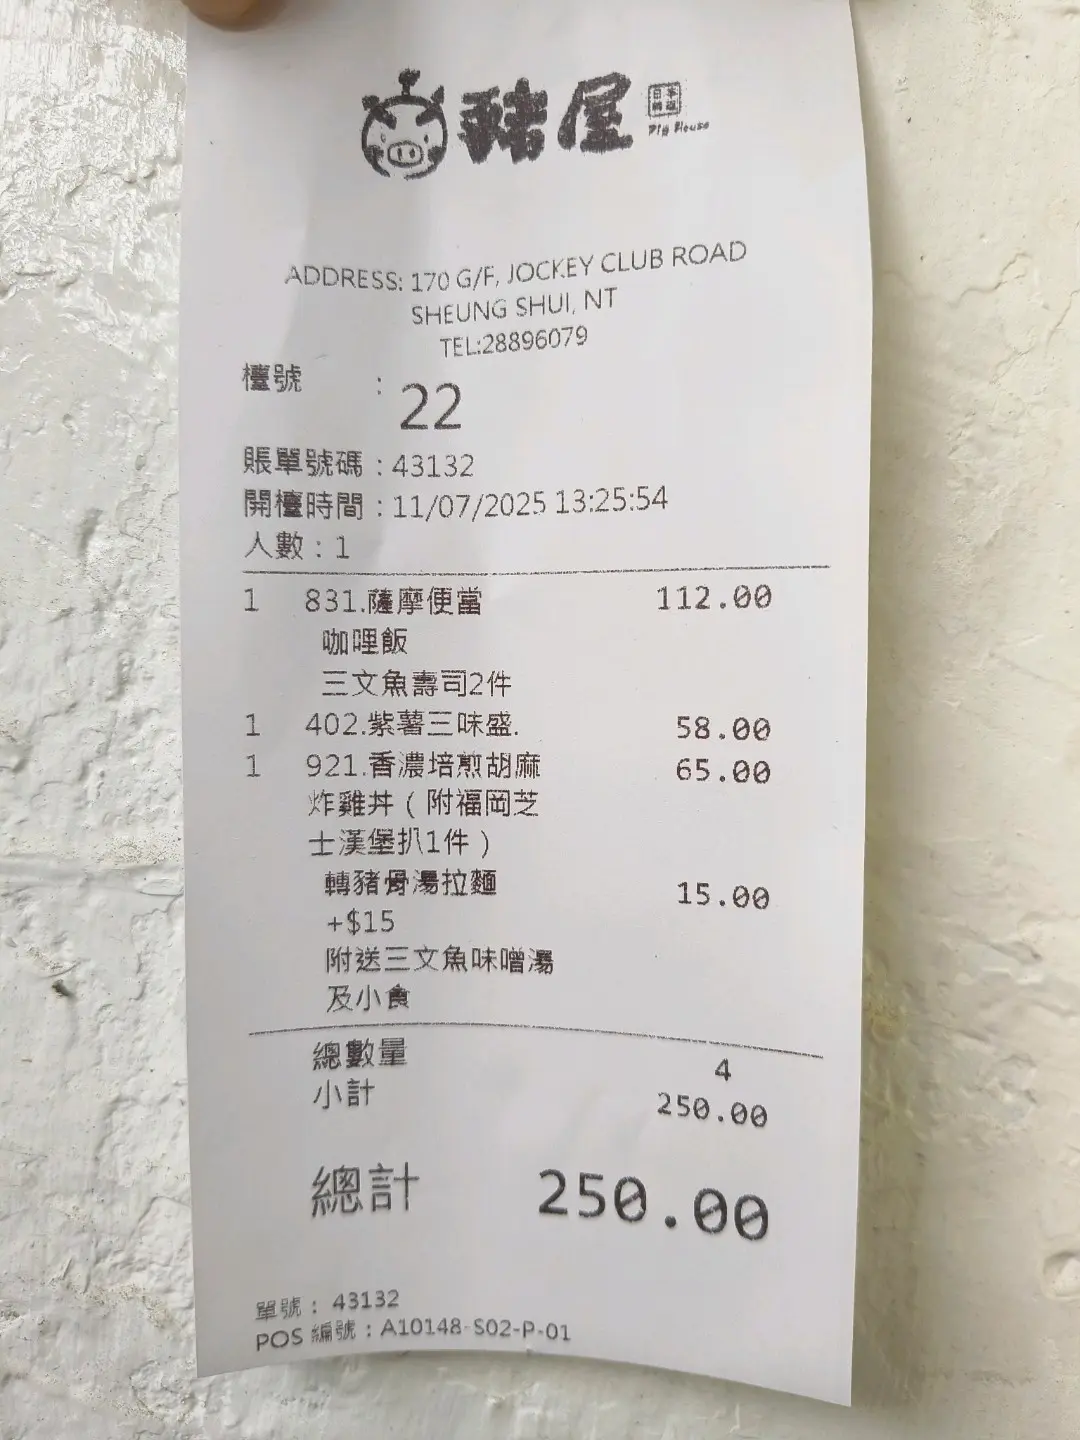 豬屋
Pig House
ADDRESS: 170 G/F, JOCKEY CLUB ROAD
SHEUNG SHUI, NT
TEL:28896079
檯號 : 22
賬單號碼 : 43132
開檯時間 : 11/07/2025 13:25:54
人數 : 1
1 831.薩摩便當 112.00
咖哩飯
三文魚壽司2件
1 402.紫薯三味盛. 58.00
1 921.香濃培煎胡麻 65.00
炸雞丼（附福岡芝
士漢堡扒1件）
轉豬骨湯拉麵 15.00
+$15
附送三文魚味噌湯
及小食
總數量 4
小計 250.00
總計 250.00
單號 : 43132
POS 編號 : A10148-S02-P-01